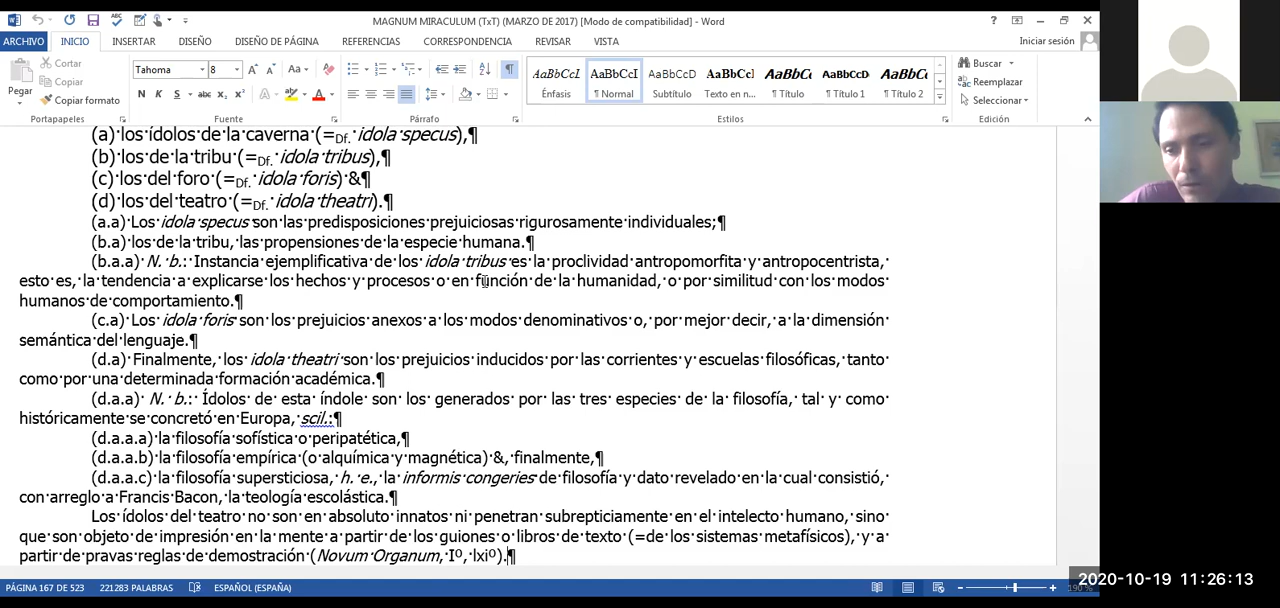 MAGNUM MIRACULUM (TxT) (MARZO DE 2017) [Modo de compatibilidad] - Word
ARCHIVO INICIO INSERTAR DISEÑO DISEÑO DE PÁGINA REFERENCIAS CORRESPONDENCIA REVISAR VISTA Iniciar sesión
Pegar
Cortar
Copiar
Copiar formato
Portapapeles
Tahoma 8
N K S abc x₂ x²
Fuente
Párrafo
AaBbCcI AaBbCcI AaBbCcD AaBbCc AaBbC AaBbCcD AaBbC
Énfasis ¶ Normal Subtítulo Texto en n... ¶ Título ¶ Título 1 ¶ Título 2
Estilos
Buscar
Reemplazar
Seleccionar
Edición
(a) los ídolos de la caverna (=Df. idola specus),¶
(b) los de la tribu (=Df. idola tribus),¶
(c) los del foro (=Df. idola foris) &¶
(d) los del teatro (=Df. idola theatri).¶
(a.a) Los idola specus son las predisposiciones prejuiciosas rigurosamente individuales;¶
(b.a) los de la tribu, las propensiones de la especie humana.¶
(b.a.a) N. b.: Instancia ejemplificativa de los idola tribus es la proclividad antropomorfita y antropocentrista,
esto es, la tendencia a explicarse los hechos y procesos o en función de la humanidad, o por similitud con los modos
humanos de comportamiento.¶
(c.a) Los idola foris son los prejuicios anexos a los modos denominativos o, por mejor decir, a la dimensión
semántica del lenguaje.¶
(d.a) Finalmente, los idola theatri son los prejuicios inducidos por las corrientes y escuelas filosóficas, tanto
como por una determinada formación académica.¶
(d.a.a) N. b.: Ídolos de esta índole son los generados por las tres especies de la filosofía, tal y como
históricamente se concretó en Europa, scil.:¶
(d.a.a.a) la filosofía sofística o peripatética,¶
(d.a.a.b) la filosofía empírica (o alquímica y magnética) &, finalmente,¶
(d.a.a.c) la filosofía supersticiosa, h. e., la informis congeries de filosofía y dato revelado en la cual consistió,
con arreglo a Francis Bacon, la teología escolástica.¶
Los ídolos del teatro no son en absoluto innatos ni penetran subrepticiamente en el intelecto humano, sino
que son objeto de impresión en la mente a partir de los guiones o libros de texto (=de los sistemas metafísicos), y a
partir de pravas reglas de demostración (Novum Organum, Iº, lxiº).¶
PÁGINA 167 DE 523 221283 PALABRAS ESPAÑOL (ESPAÑA) 190 %
2020-10-19 11:26:13